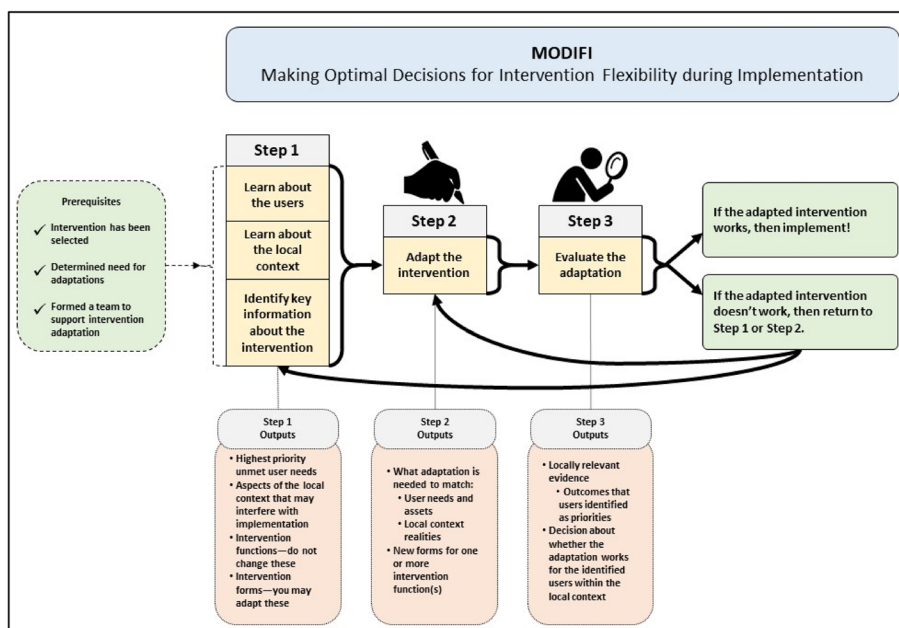 MODIFI
Making Optimal Decisions for Intervention Flexibility during Implementation
Prerequisites
✓ Intervention has been
selected
✓ Determined need for
adaptations
✓ Formed a team to
support intervention
adaptation
Step 1
Learn about
the users
Learn about
the local
context
Identify key
information
about the
intervention
Step 2
Adapt the
intervention
Step 3
Evaluate the
adaptation
If the adapted intervention
works, then implement!
If the adapted intervention
doesn't work, then return to
Step 1 or Step 2.
Step 1
Outputs
• Highest priority
unmet user needs
• Aspects of the local
context that may
interfere with
implementation
• Intervention
functions—do not
change these
• Intervention
forms—you may
adapt these
Step 2
Outputs
• What adaptation is
needed to match:
• User needs and
assets
• Local context
realities
• New forms for one
or more
intervention
function(s)
Step 3
Outputs
• Locally relevant
evidence
• Outcomes that
users identified
as priorities
• Decision about
whether the
adaptation works
for the identified
users within the
local context